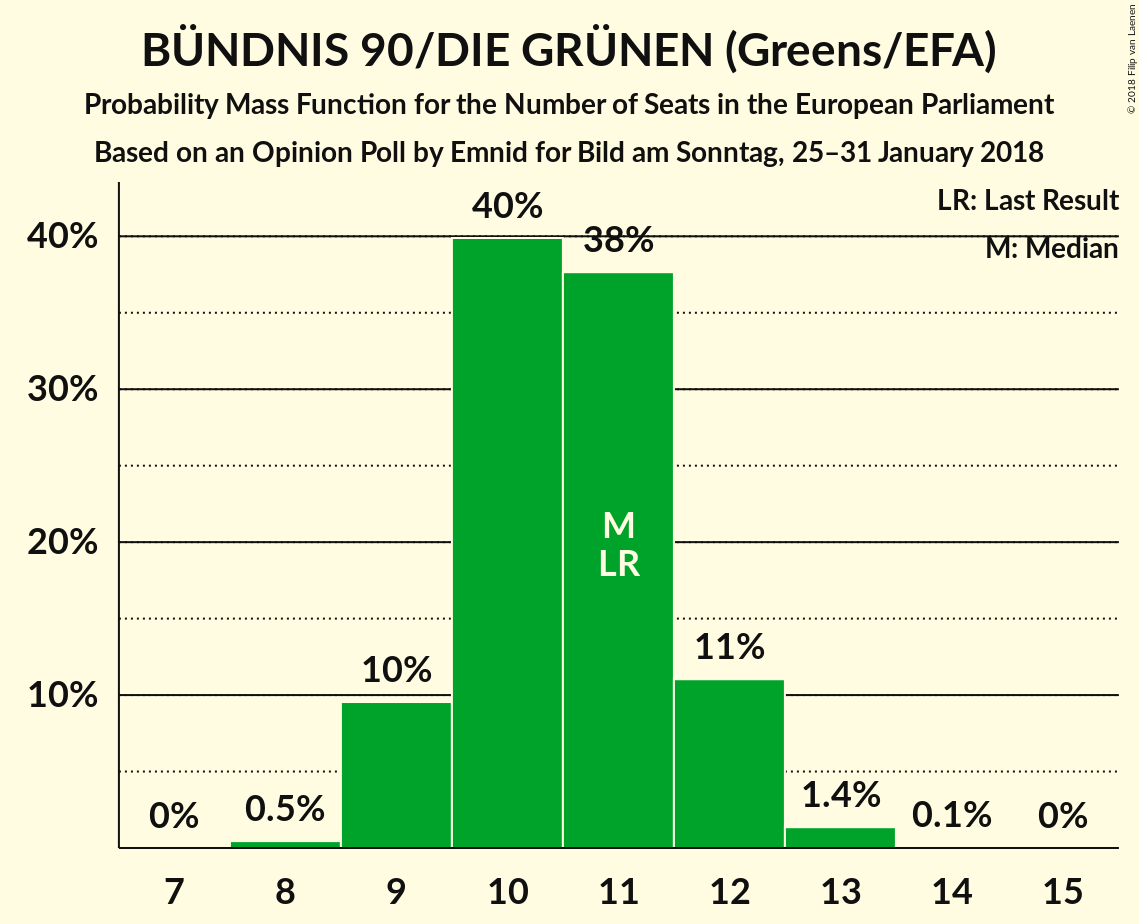 BÜNDNIS 90/DIE GRÜNEN (Greens/EFA)
Probability Mass Function for the Number of Seats in the European Parliament
Based on an Opinion Poll by Emnid for Bild am Sonntag, 25–31 January 2018
© 2018 Filip van Laenen
LR: Last Result
M: Median
40%
30%
20%
10%
0%
0.5%
10%
40%
38%
11%
1.4%
0.1%
0%
M
LR
7 8 9 10 11 12 13 14 15